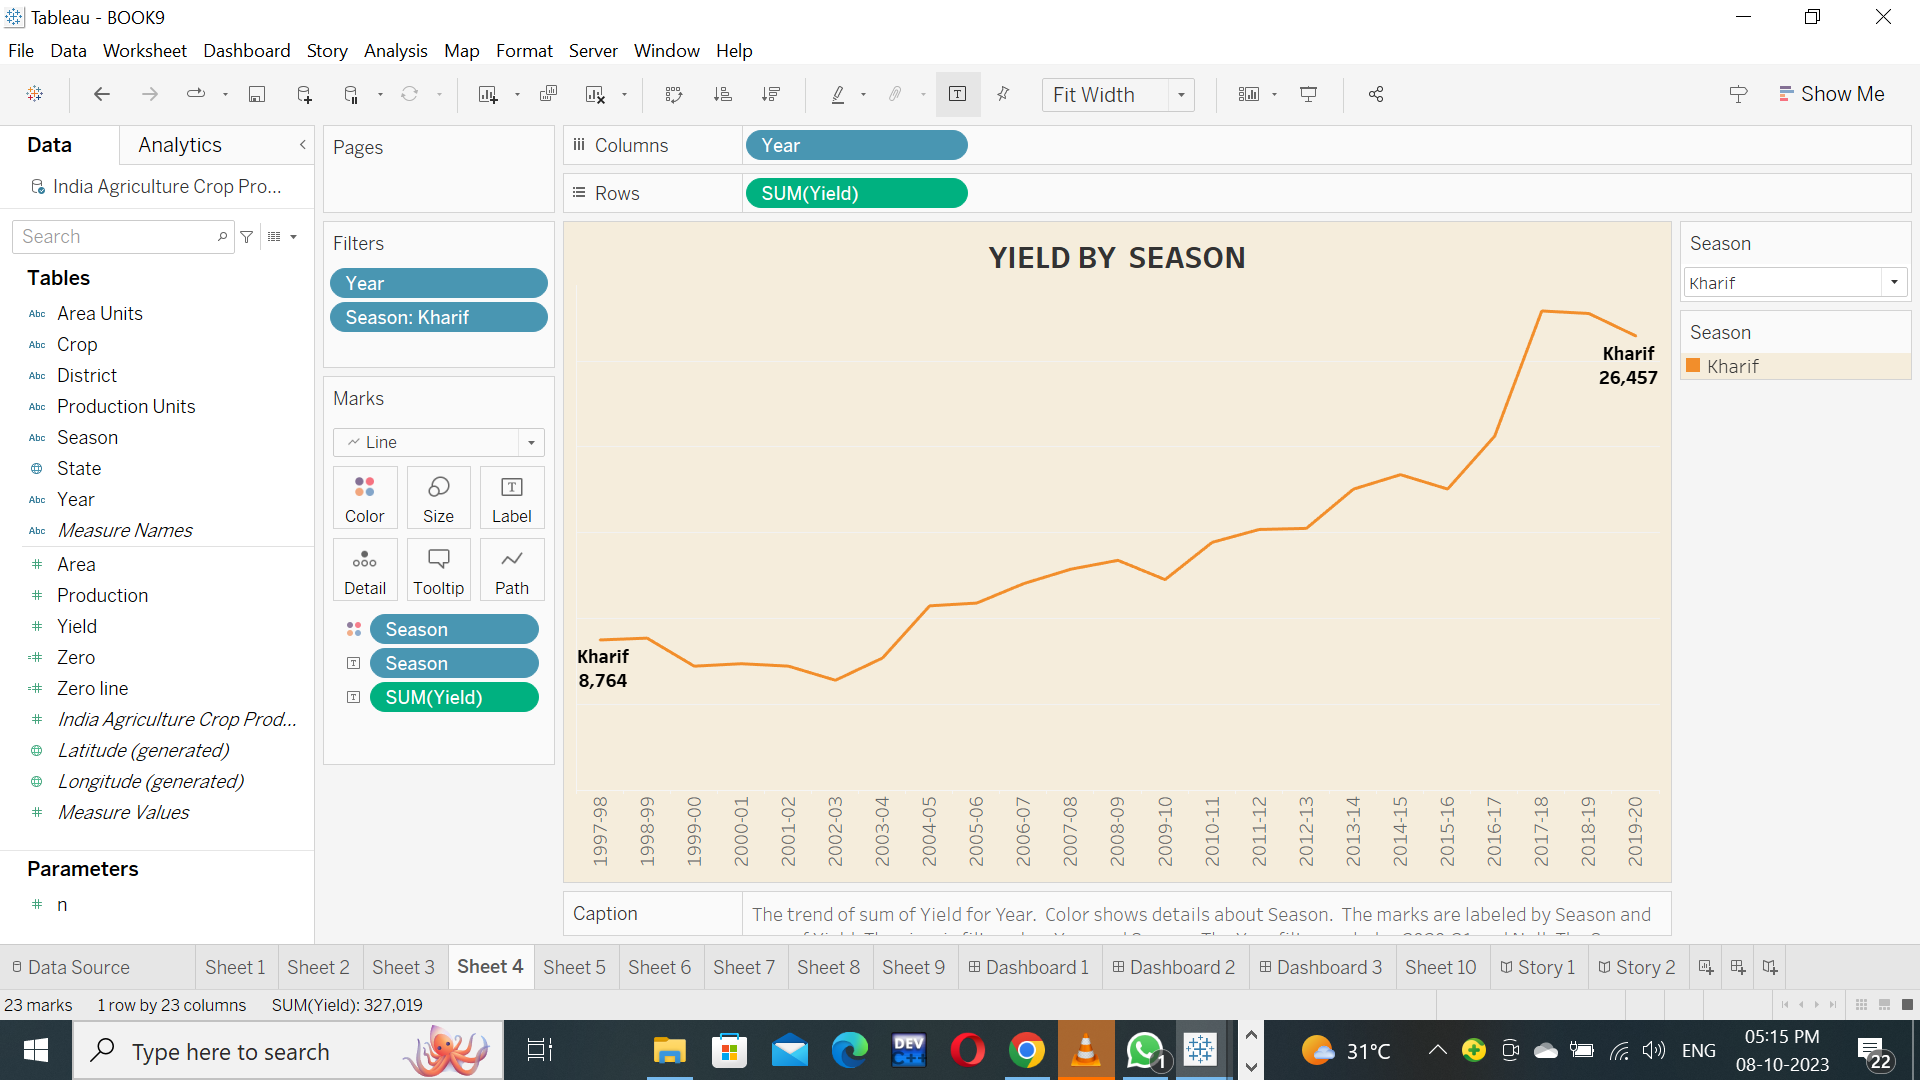 Tableau - BOOK9
File Data Worksheet Dashboard Story Analysis Map Format Server Window Help
Fit Width
Show Me
Data Analytics
India Agriculture Crop Pro...
Search
Tables
Abc Area Units
Abc Crop
Abc District
Abc Production Units
Abc Season
State
Abc Year
Abc Measure Names
# Area
# Production
# Yield
=# Zero
=# Zero line
# India Agriculture Crop Prod...
Latitude (generated)
Longitude (generated)
# Measure Values
Parameters
# n
Pages
Filters
Year
Season: Kharif
Marks
Line
Color Size Label
Detail Tooltip Path
Season
Season
SUM(Yield)
Columns Year
Rows SUM(Yield)
YIELD BY SEASON
Kharif
26,457
Kharif
8,764
1997-98
1998-99
1999-00
2000-01
2001-02
2002-03
2003-04
2004-05
2005-06
2006-07
2007-08
2008-09
2009-10
2010-11
2011-12
2012-13
2013-14
2014-15
2015-16
2016-17
2017-18
2018-19
2019-20
Season
Kharif
Season
Kharif
Caption
The trend of sum of Yield for Year. Color shows details about Season. The marks are labeled by Season and
Data Source Sheet 1 Sheet 2 Sheet 3 Sheet 4 Sheet 5 Sheet 6 Sheet 7 Sheet 8 Sheet 9 Dashboard 1 Dashboard 2 Dashboard 3 Sheet 10 Story 1 Story 2
23 marks 1 row by 23 columns SUM(Yield): 327,019
Type here to search
DEV
C++
1
31°C
ENG
05:15 PM
08-10-2023
22